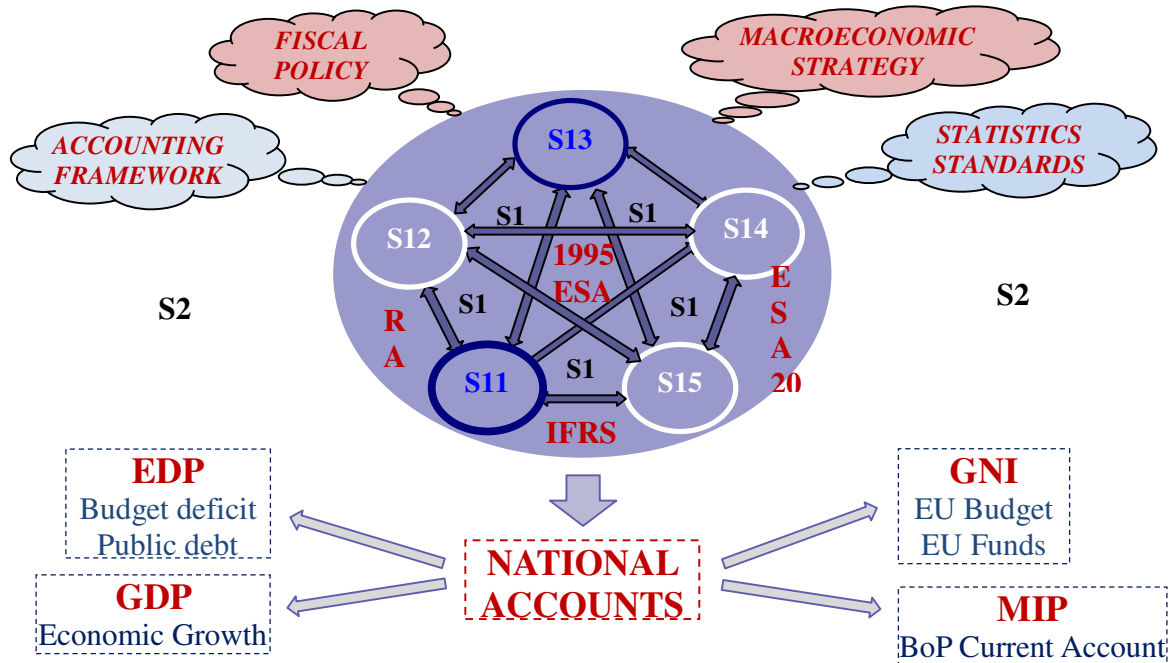 FISCAL
POLICY
MACROECONOMIC
STRATEGY
ACCOUNTING
FRAMEWORK
STATISTICS
STANDARDS
S13
S12
S1
S1
S14
1995
ESA
S2
S2
R
A
S1
S1
E
S
A
20
S11
S1
S15
IFRS
EDP
Budget deficit
Public debt
GNI
EU Budget
EU Funds
NATIONAL
ACCOUNTS
GDP
Economic Growth
MIP
BoP Current Account